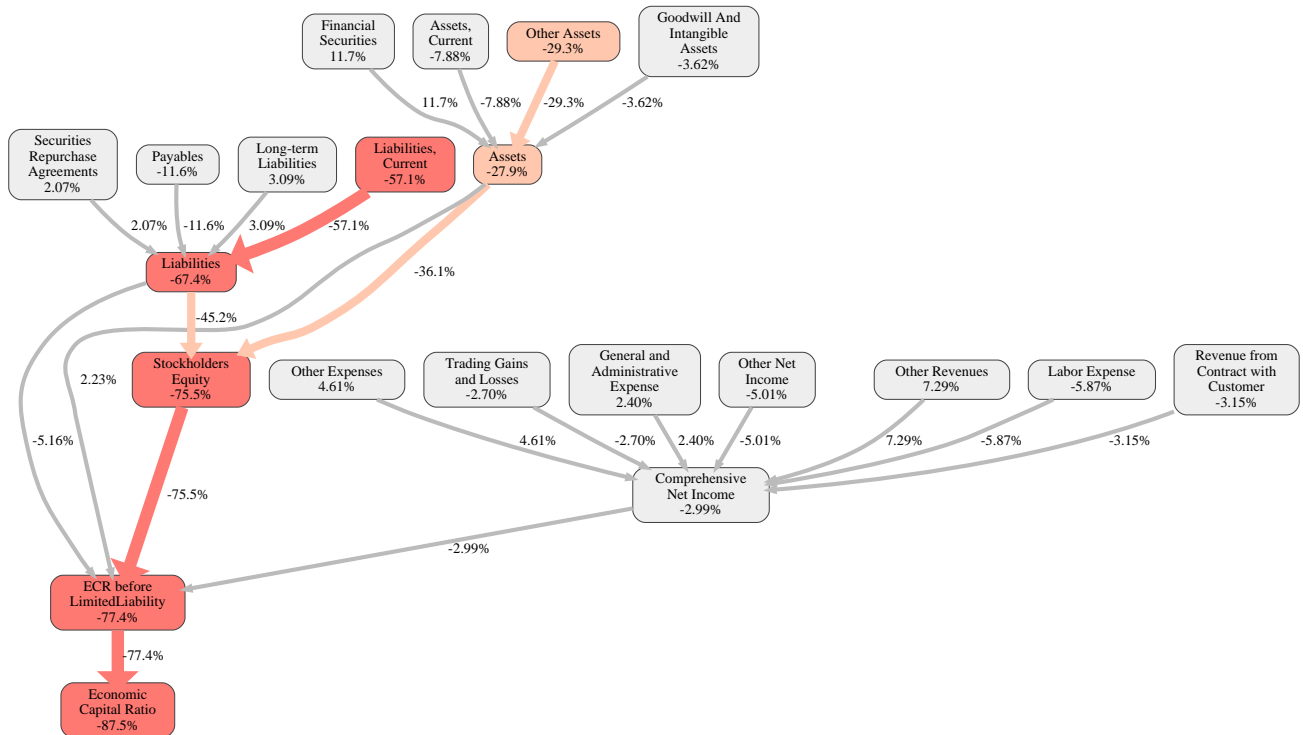 Financial
Securities
11.7%
Assets,
Current
-7.88%
Other Assets
-29.3%
Goodwill And
Intangible
Assets
-3.62%
11.7%
-7.88%
-29.3%
-3.62%
Securities
Repurchase
Agreements
2.07%
Payables
-11.6%
Long-term
Liabilities
3.09%
Liabilities,
Current
-57.1%
Assets
-27.9%
2.07%
-11.6%
3.09%
-57.1%
Liabilities
-67.4%
-36.1%
-45.2%
Stockholders
Equity
-75.5%
2.23%
Other Expenses
4.61%
Trading Gains
and Losses
-2.70%
General and
Administrative
Expense
2.40%
Other Net
Income
-5.01%
Other Revenues
7.29%
Labor Expense
-5.87%
Revenue from
Contract with
Customer
-3.15%
-5.16%
4.61%
-2.70%
2.40%
-5.01%
7.29%
-5.87%
-3.15%
-75.5%
Comprehensive
Net Income
-2.99%
-2.99%
ECR before
LimitedLiability
-77.4%
-77.4%
Economic
Capital Ratio
-87.5%